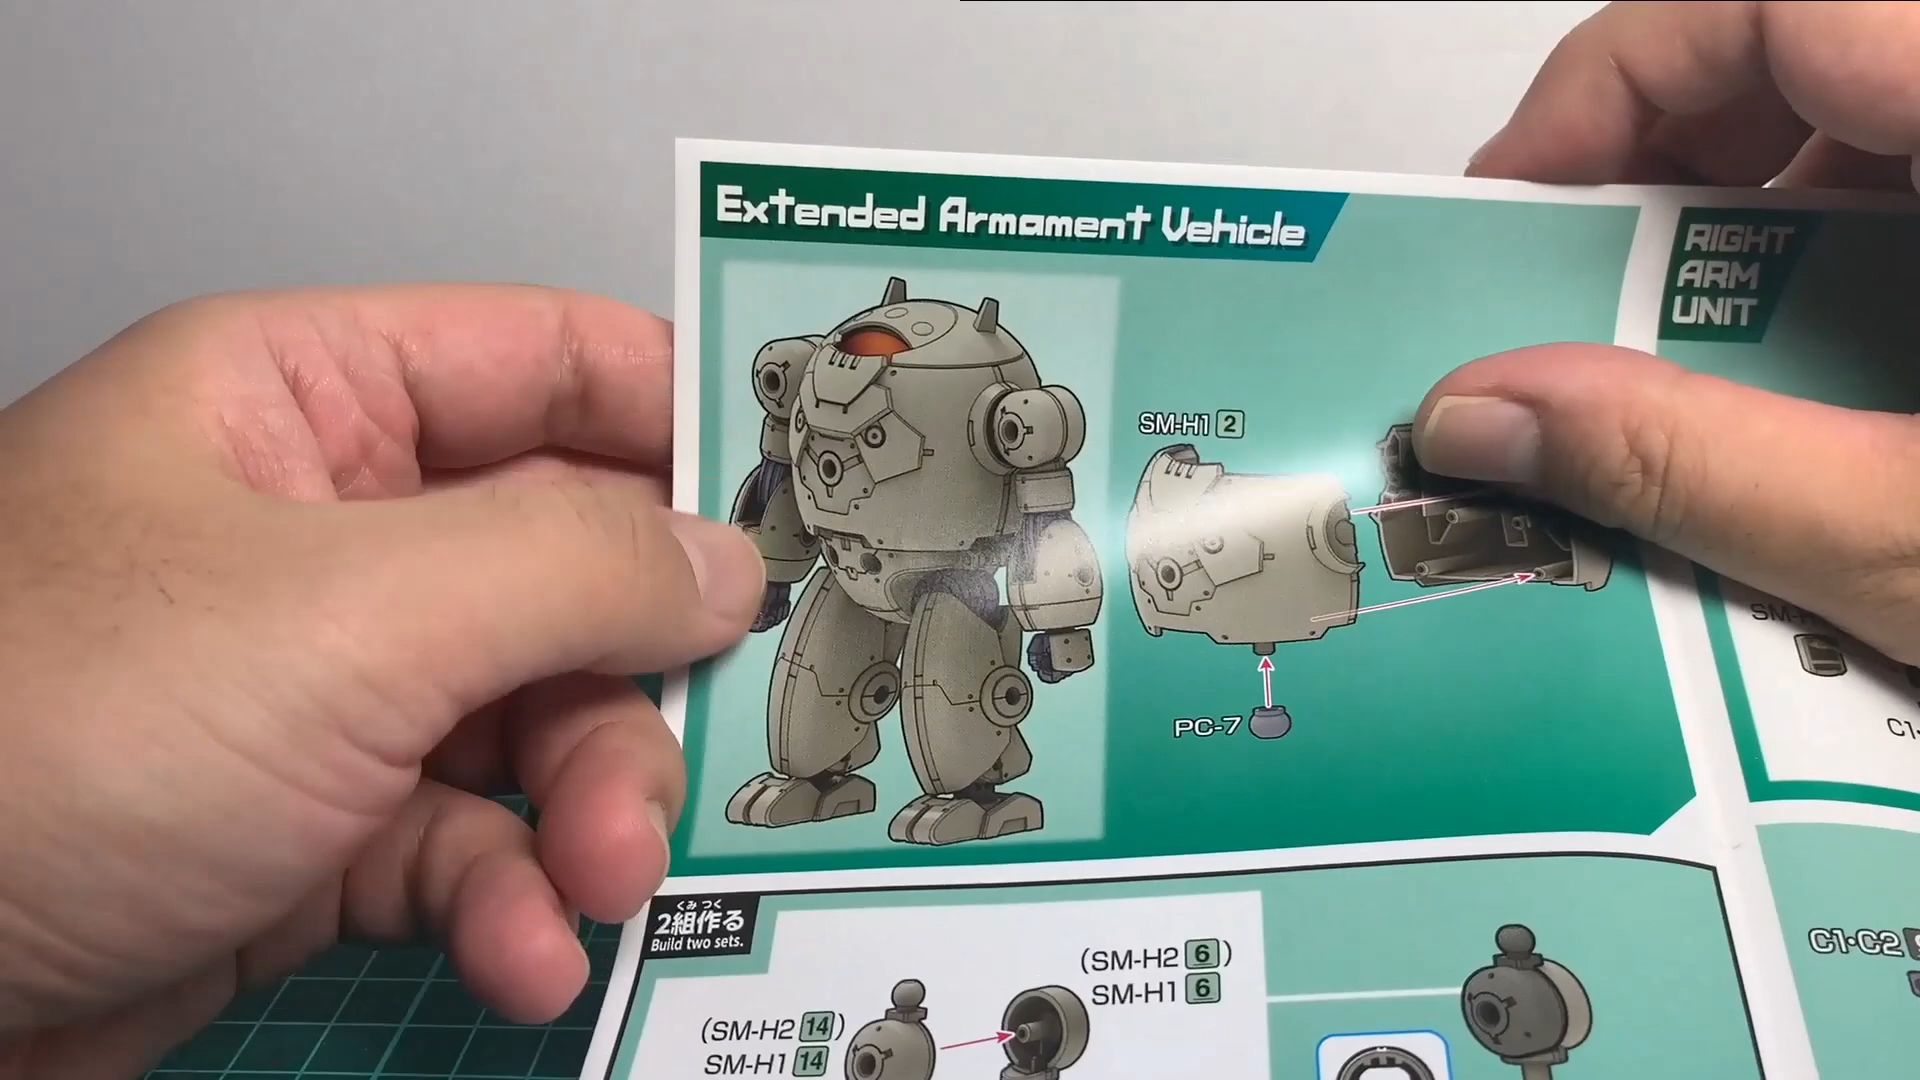 Extended Armament Vehicle
RIGHT
ARM
UNIT
SM-H1 2
PC-7
くみ つく
2組作る
Build two sets.
(SM-H2 6)
SM-H1 6
(SM-H2 14)
SM-H1 14
C1•C2